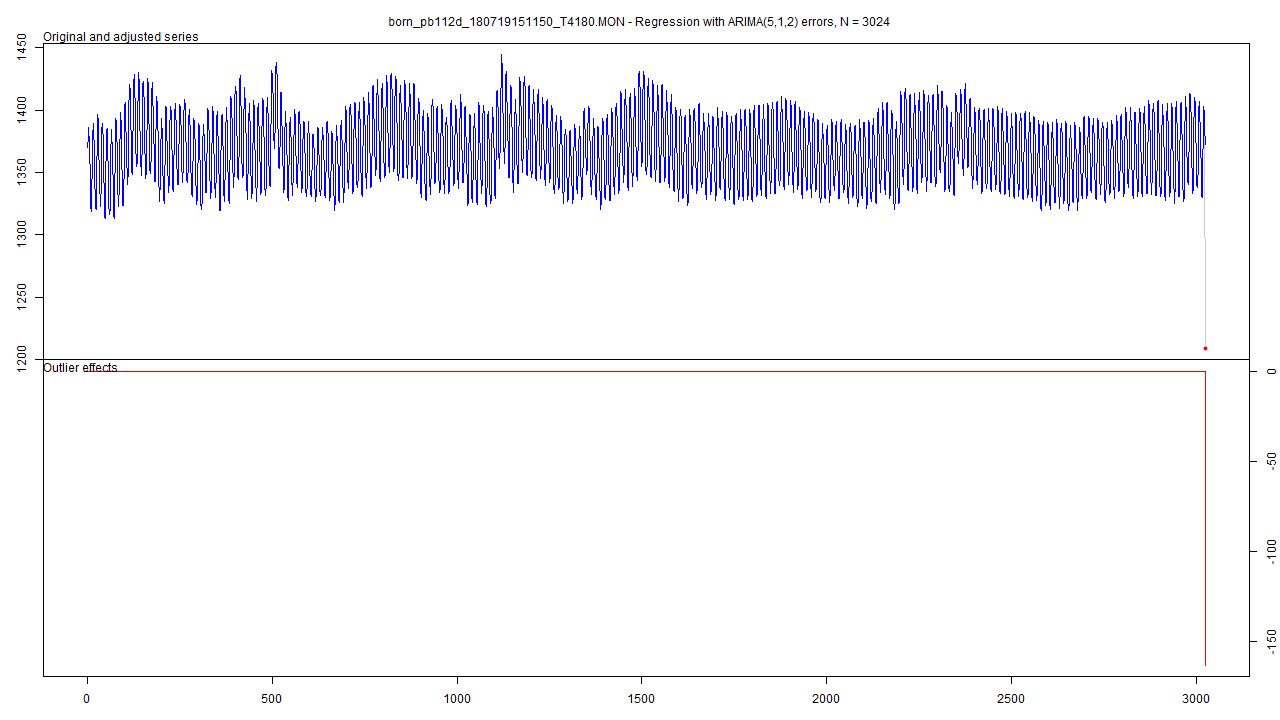 born_pb112d_180719151150_T4180.MON - Regression with ARIMA(5,1,2) errors, N = 3024
Original and adjusted series
1450
1400
1350
1300
1250
1200
Outlier effects
0
-50
-100
-150
0 500 1000 1500 2000 2500 3000